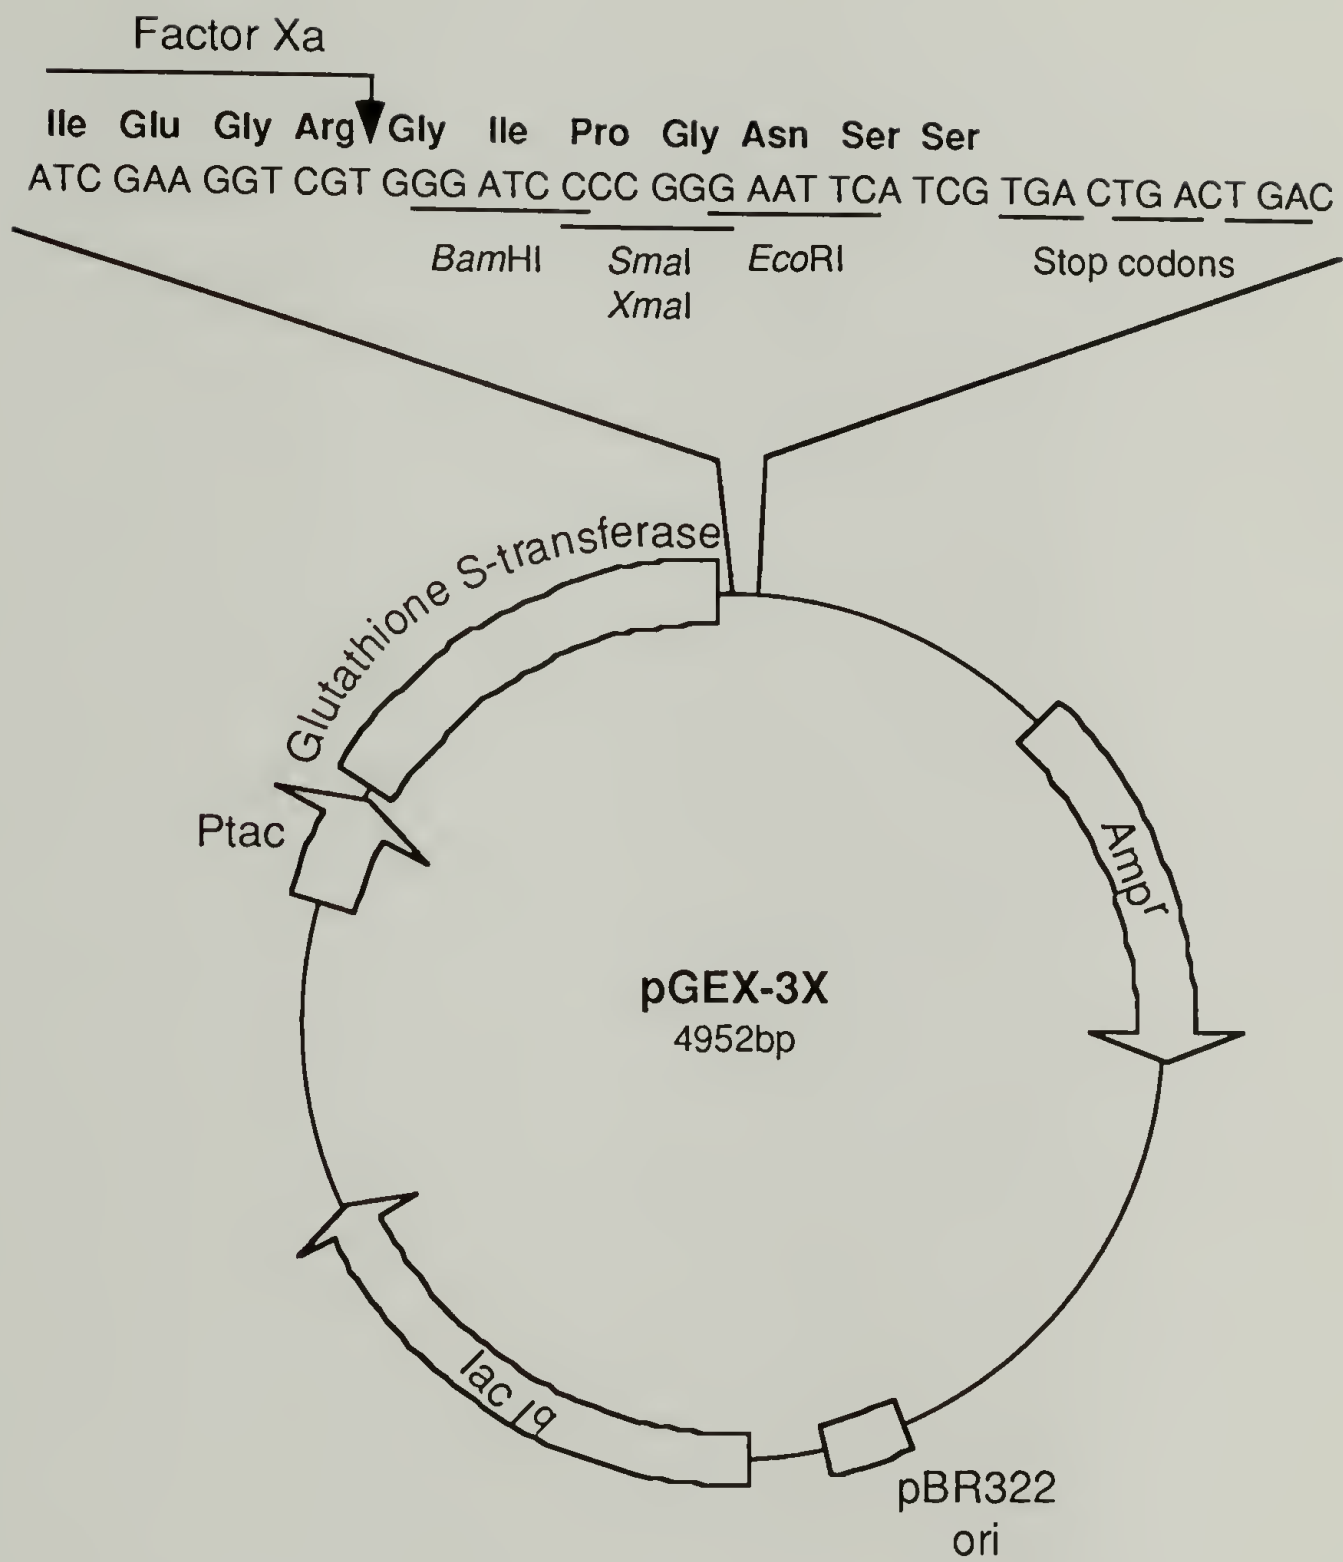 Factor Xa
Ile Glu Gly Arg Gly Ile Pro Gly Asn Ser Ser
ATC GAA GGT CGT GGG ATC CCC GGG AAT TCA TCG TGA CTG ACT GAC
BamHI SmaI EcoRI Stop codons
XmaI
Glutathione S-transferase
Ptac
Ampr
pGEX-3X
4952bp
lac Iq
pBR322
ori